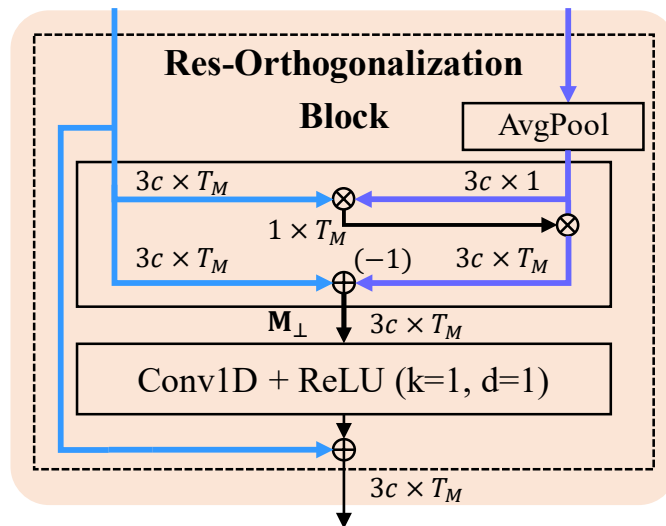 Res-Orthogonalization
Block
AvgPool
3c × T_M
3c × 1
1 × T_M
3c × T_M
(−1)
3c × T_M
M_⊥
3c × T_M
Conv1D + ReLU (k=1, d=1)
3c × T_M